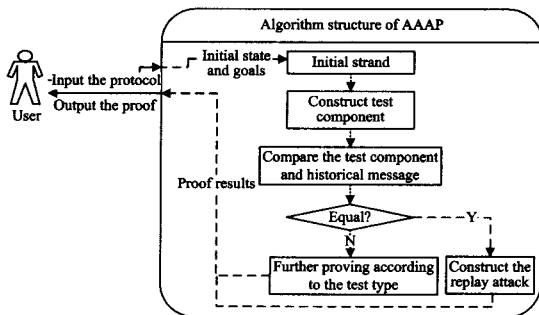 Algorithm structure of AAAP
Initial state
and goals
Initial strand
-Input the protocol
Output the proof
User
Construct test
component
Compare the test component
and historical message
Proof results
Equal?
Y
N
Further proving according
to the test type
Construct the
replay attack